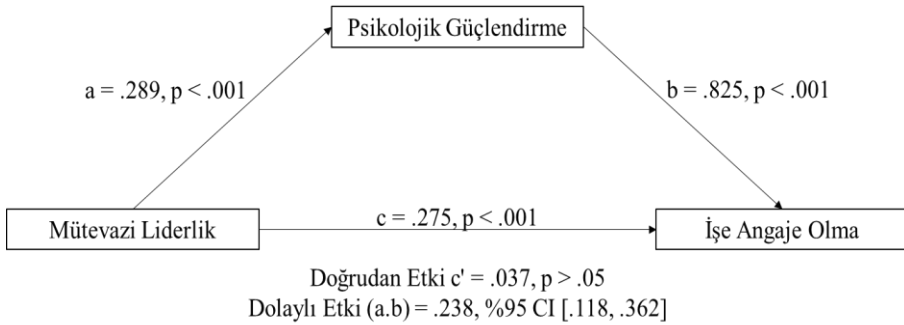 Psikolojik Güçlendirme
a = .289, p < .001
b = .825, p < .001
Mütevazi Liderlik
c = .275, p < .001
İşe Angaje Olma
Doğrudan Etki c' = .037, p > .05
Dolaylı Etki (a.b) = .238, %95 CI [.118, .362]